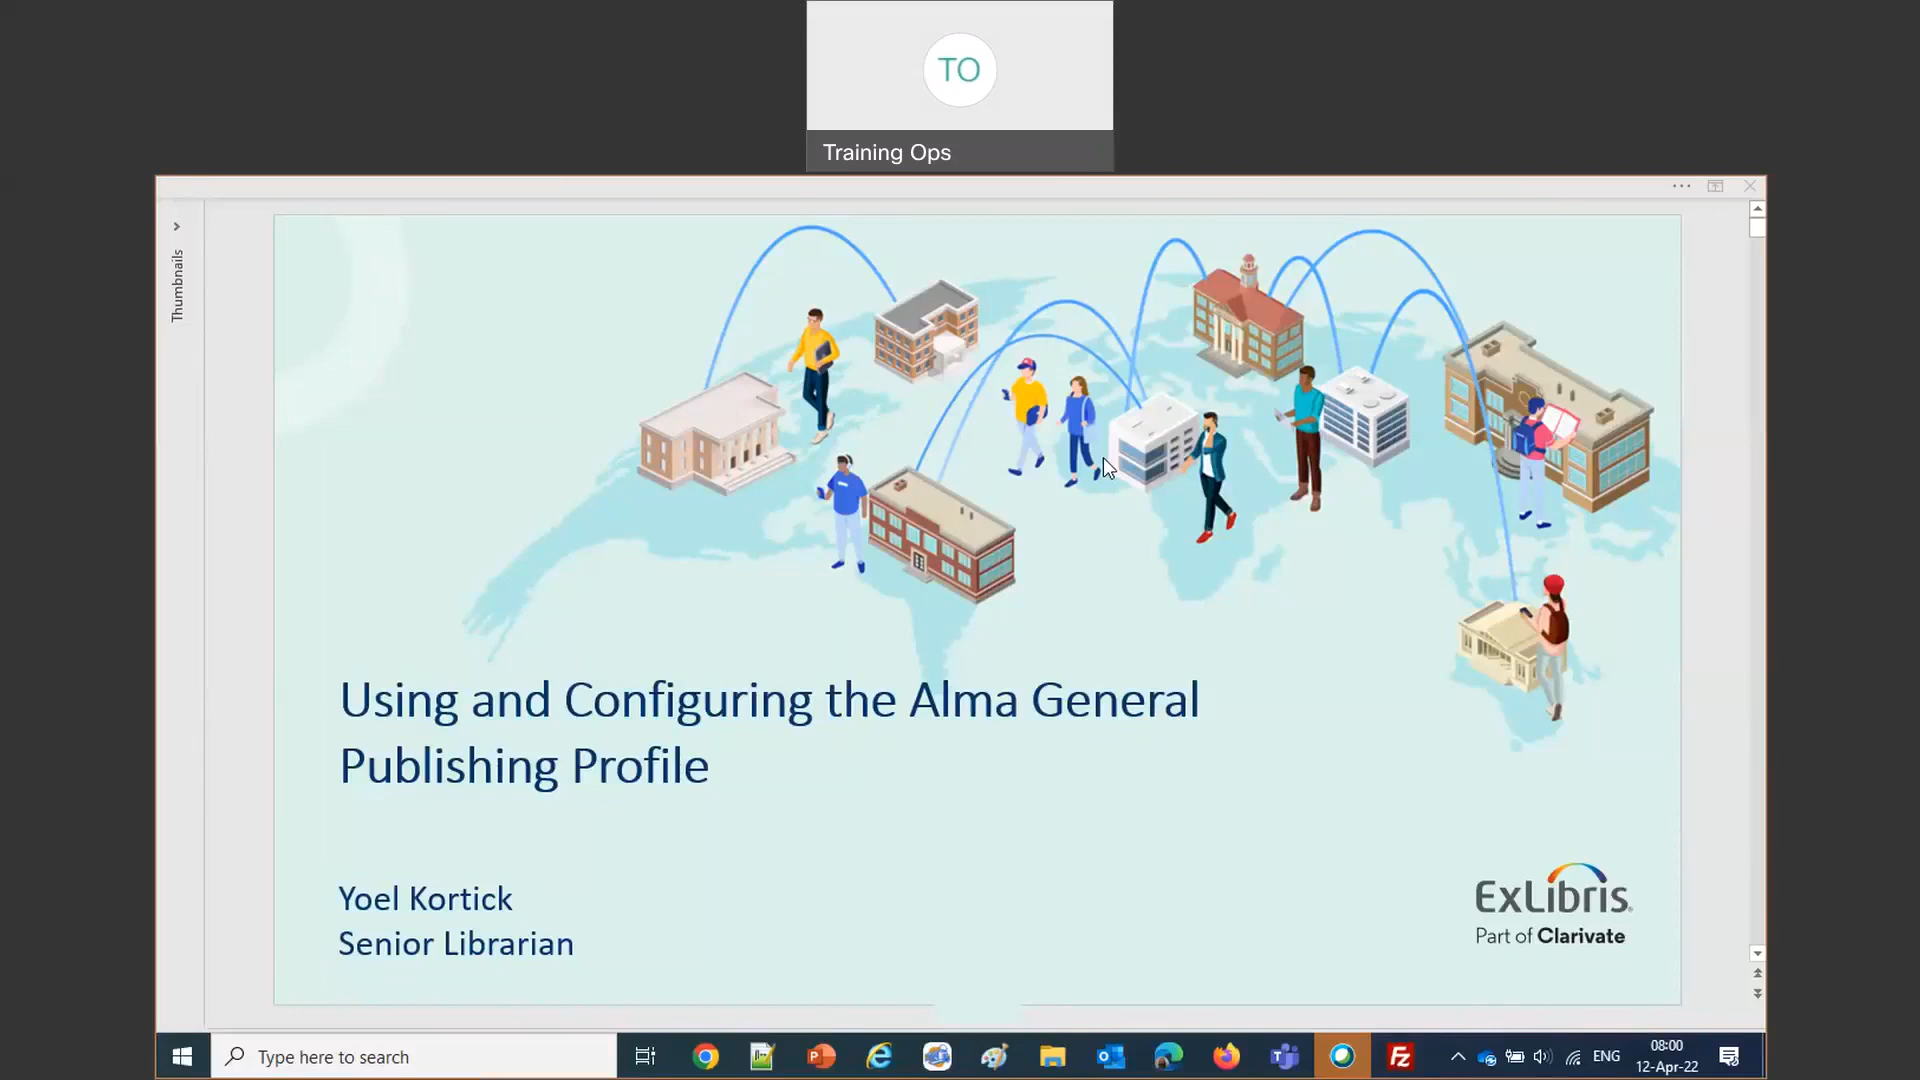 TO
Training Ops
Thumbnails
Using and Configuring the Alma General
Publishing Profile
Yoel Kortick
Senior Librarian
ExLibris
Part of Clarivate
Type here to search
ENG
08:00
12-Apr-22